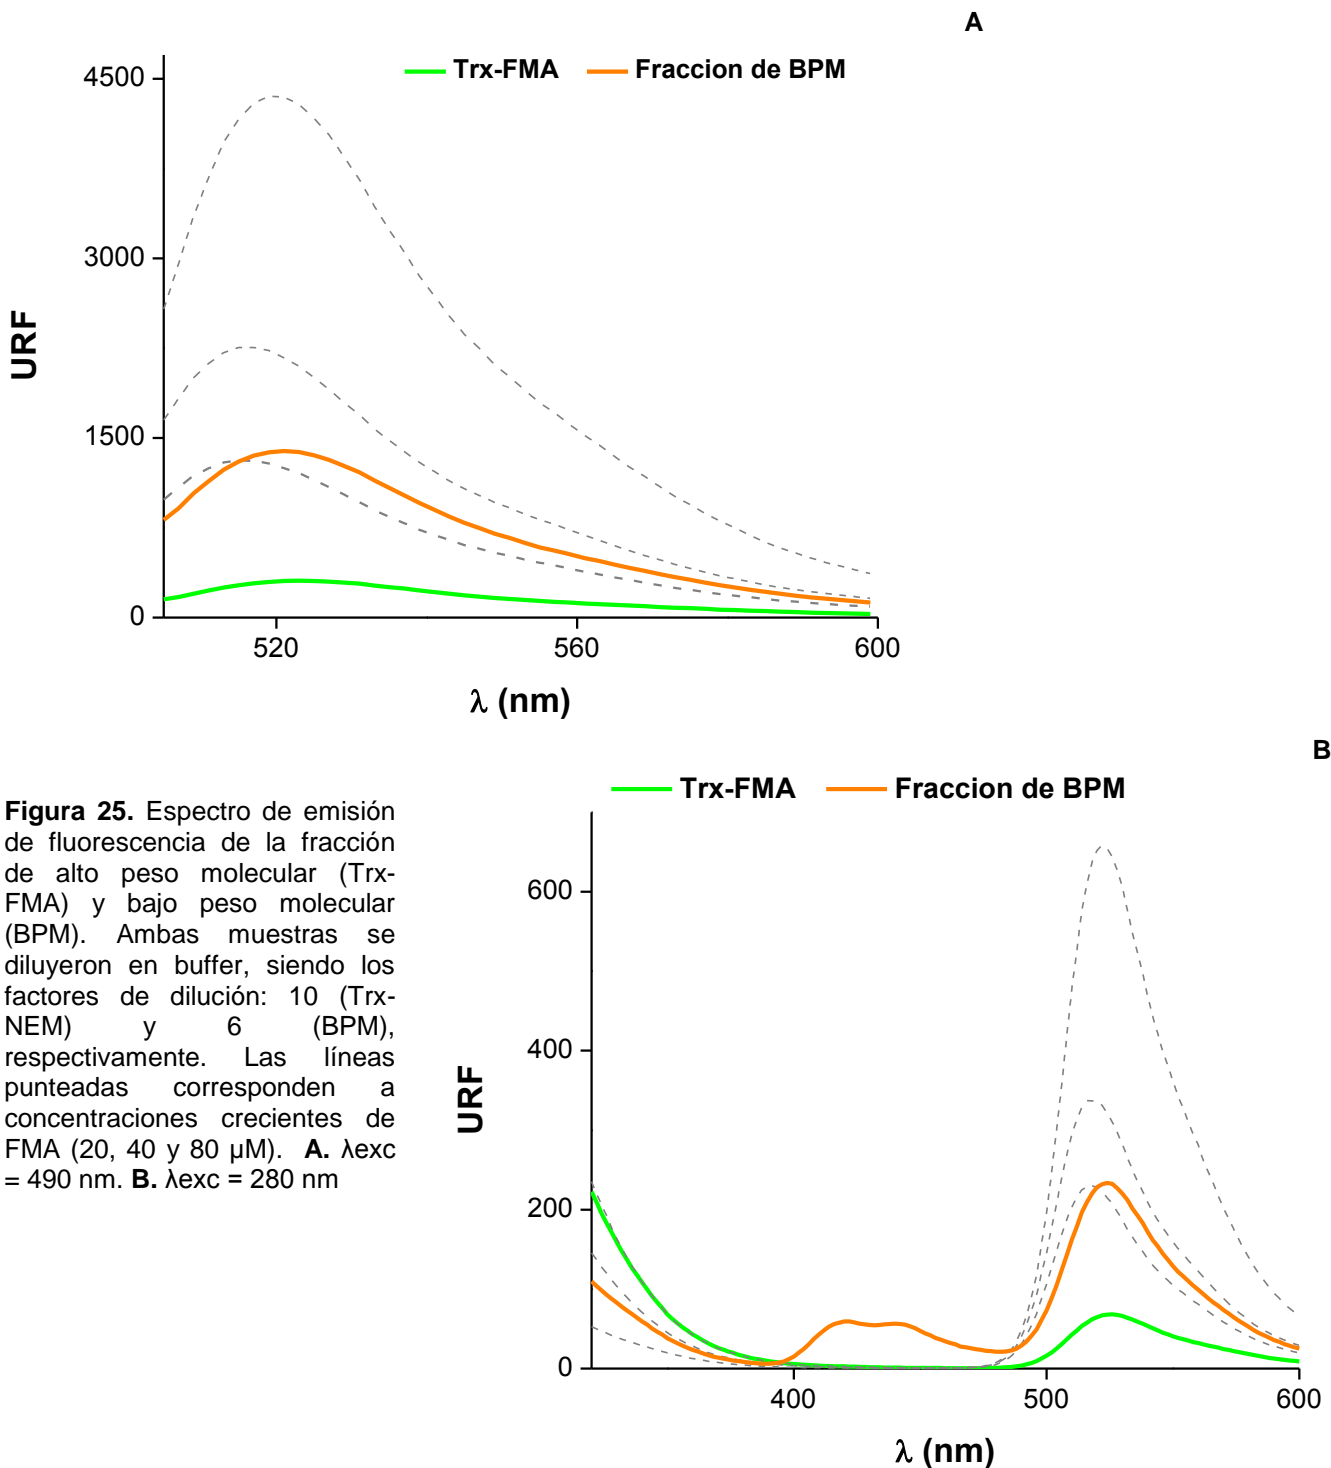 A
Trx-FMA
Fraccion de BPM
4500
3000
1500
0
URF
520
560
600
λ (nm)
B
Trx-FMA
Fraccion de BPM
600
400
200
0
URF
400
500
600
λ (nm)
Figura 25. Espectro de emisión
de fluorescencia de la fracción
de alto peso molecular (Trx-
FMA) y bajo peso molecular
(BPM). Ambas muestras se
diluyeron en buffer, siendo los
factores de dilución: 10 (Trx-
NEM) y 6 (BPM),
respectivamente. Las líneas
punteadas corresponden a
concentraciones crecientes de
FMA (20, 40 y 80 µM). A. λexc
= 490 nm. B. λexc = 280 nm